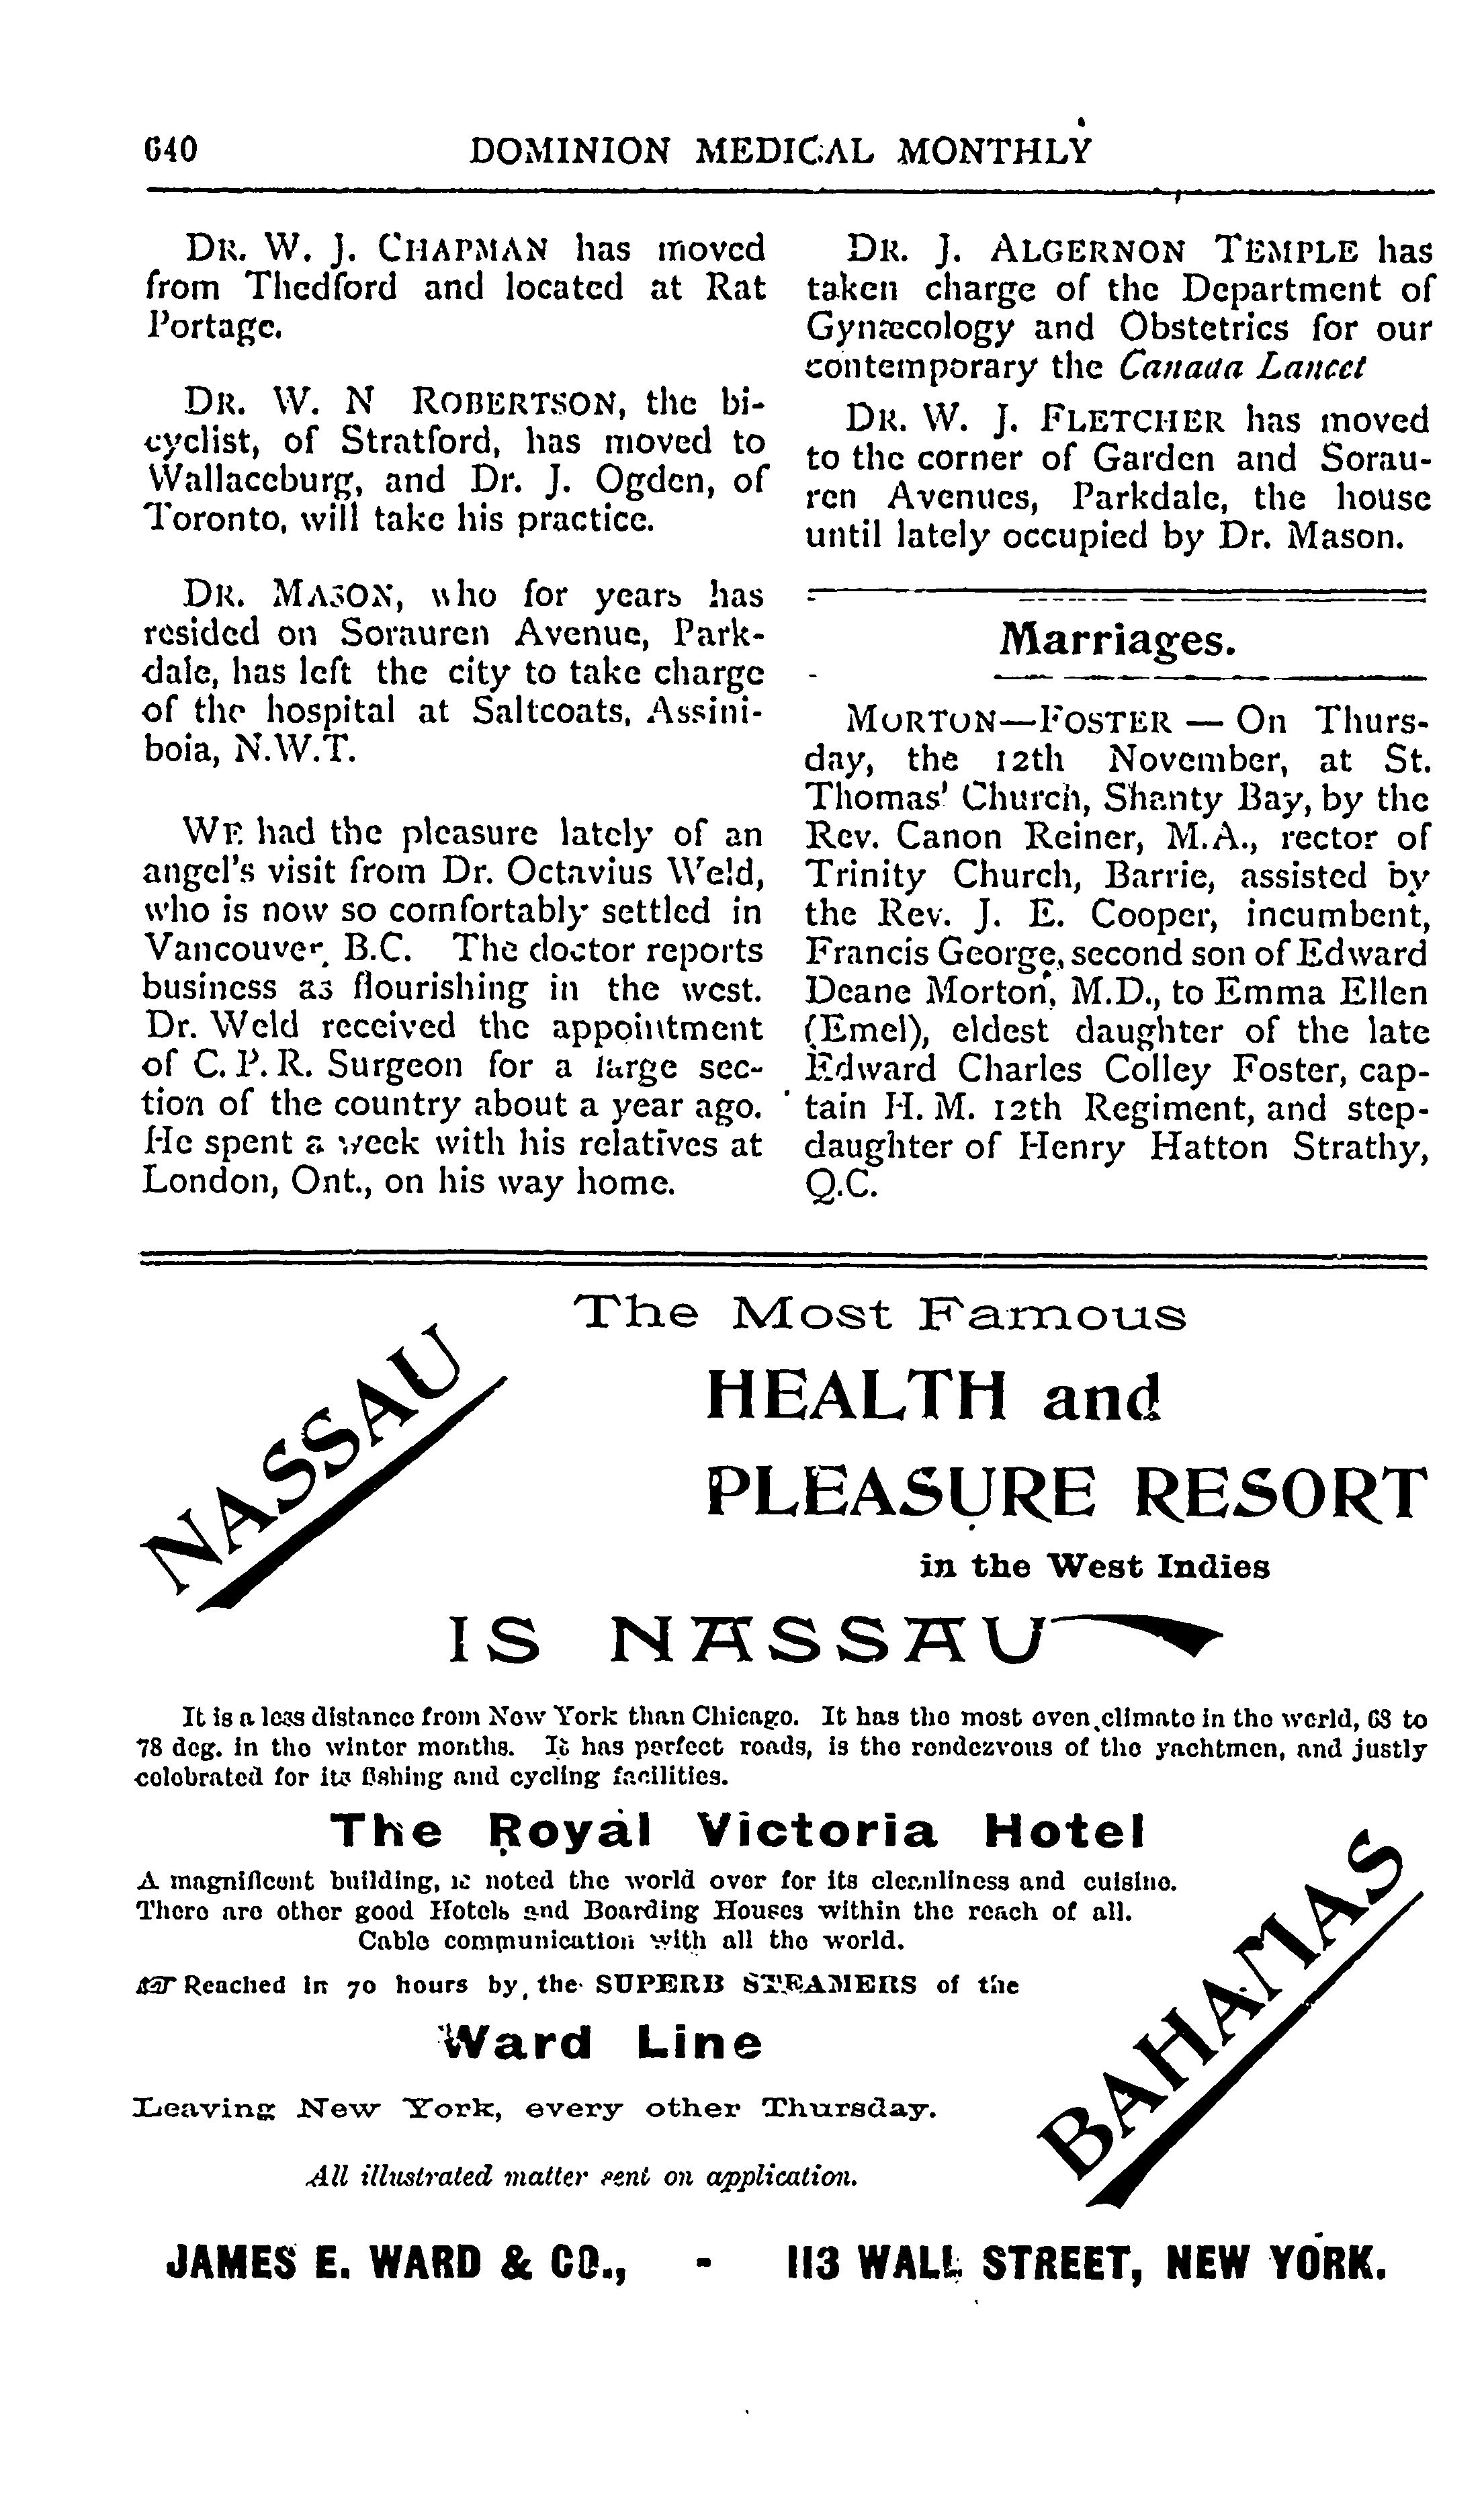 640 DOMINION MEDICAL MONTHLY
DR. W. J. CHAPMAN has moved
from Thedford and located at Rat
Portage.
DR. W. N ROBERTSON, the bi-
cyclist, of Stratford, has moved to
Wallaceburg, and Dr. J. Ogden, of
Toronto, will take his practice.
DR. MASON, who for years has
resided on Sorauren Avenue, Park-
dale, has left the city to take charge
of the hospital at Saltcoats, Assini-
boia, N.W.T.
WE had the pleasure lately of an
angel's visit from Dr. Octavius Weld,
who is now so comfortably settled in
Vancouver, B.C. The doctor reports
business as flourishing in the west.
Dr. Weld received the appointment
of C. P. R. Surgeon for a large sec-
tion of the country about a year ago.
He spent a week with his relatives at
London, Ont., on his way home.
DR. J. ALGERNON TEMPLE has
taken charge of the Department of
Gynæcology and Obstetrics for our
contemporary the Canada Lancet
DR. W. J. FLETCHER has moved
to the corner of Garden and Sorau-
ren Avenues, Parkdale, the house
until lately occupied by Dr. Mason.
Marriages.
MORTON—FOSTER — On Thurs-
day, the 12th November, at St.
Thomas' Church, Shanty Bay, by the
Rev. Canon Reiner, M.A., rector of
Trinity Church, Barrie, assisted by
the Rev. J. E. Cooper, incumbent,
Francis George, second son of Edward
Deane Morton, M.D., to Emma Ellen
(Emel), eldest daughter of the late
Edward Charles Colley Foster, cap-
tain H. M. 12th Regiment, and step-
daughter of Henry Hatton Strathy,
Q.C.
NASSAU
The Most Famous
HEALTH and
PLEASURE RESORT
in the West Indies
IS NASSAU
It is a less distance from New York than Chicago. It has the most even climate in the world, 68 to
78 deg. in the winter months. It has perfect roads, is the rendezvous of the yachtmen, and justly
celebrated for its fishing and cycling facilities.
The Royal Victoria Hotel
A magnificent building, is noted the world over for its cleanliness and cuisine.
There are other good Hotels and Boarding Houses within the reach of all.
Cable communication with all the world.
☞ Reached in 70 hours by the SUPERB STEAMERS of the
Ward Line
Leaving New York, every other Thursday.
All illustrated matter sent on application.
BAHAMAS
JAMES E. WARD & CO., - 113 WALL STREET, NEW YORK.